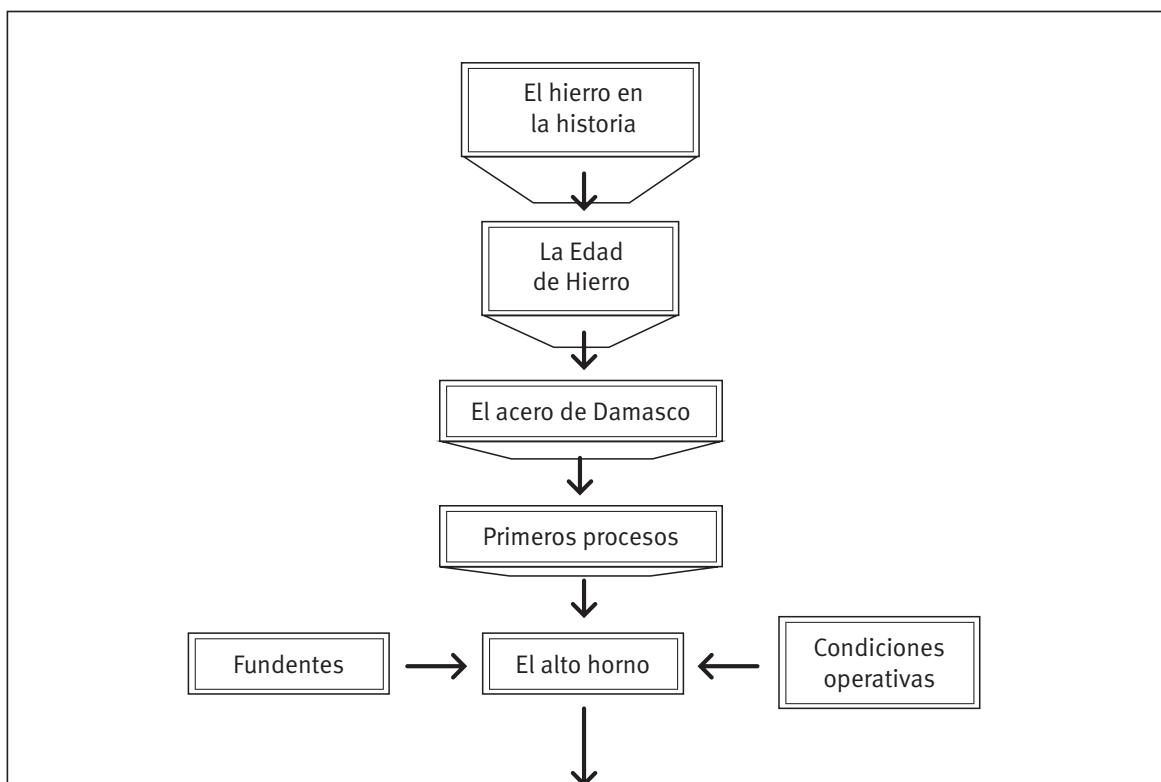 El hierro en
la historia
La Edad
de Hierro
El acero de Damasco
Primeros procesos
Fundentes
El alto horno
Condiciones
operativas